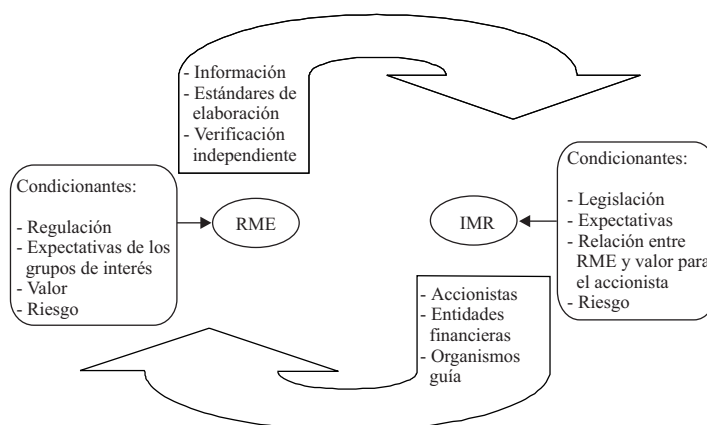 - Información
- Estándares de
elaboración
- Verificación
independiente
Condicionantes:
- Regulación
- Expectativas de los
grupos de interés
- Valor
- Riesgo
RME
IMR
Condicionantes:
- Legislación
- Expectativas
- Relación entre
RME y valor para
el accionista
- Riesgo
- Accionistas
- Entidades
financieras
- Organismos
guía